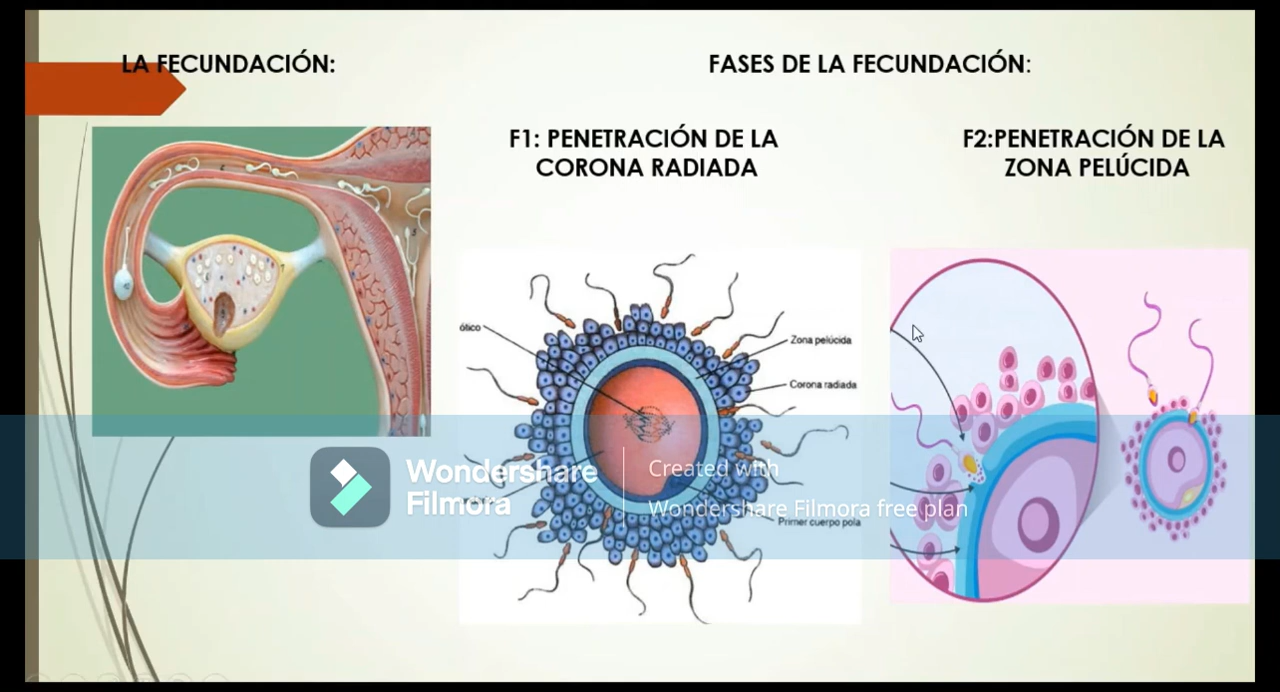 LA FECUNDACIÓN:
FASES DE LA FECUNDACIÓN:
F1: PENETRACIÓN DE LA
CORONA RADIADA
F2:PENETRACIÓN DE LA
ZONA PELÚCIDA
ótico
Zona pelúcida
Corona radiada
Primer cuerpo pola
Wondershare
Filmora
Created with
Wondershare Filmora free plan